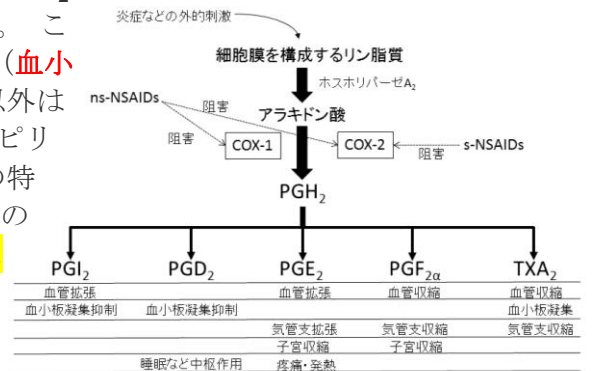 。 こ
（血小
以外は
ピリ
の特
の
炎症などの外的刺激
細胞膜を構成するリン脂質
ホスホリパーゼA₂
ns-NSAIDs
阻害
アラキドン酸
阻害
COX-1
COX-2
阻害
s-NSAIDs
PGH₂
PGI₂ PGD₂ PGE₂ PGF₂α TXA₂
血管拡張 血管拡張 血管収縮 血管収縮
血小板凝集抑制 血小板凝集抑制 血小板凝集
気管支拡張 気管支収縮 気管支収縮
子宮収縮 子宮収縮
睡眠など中枢作用 疼痛・発熱